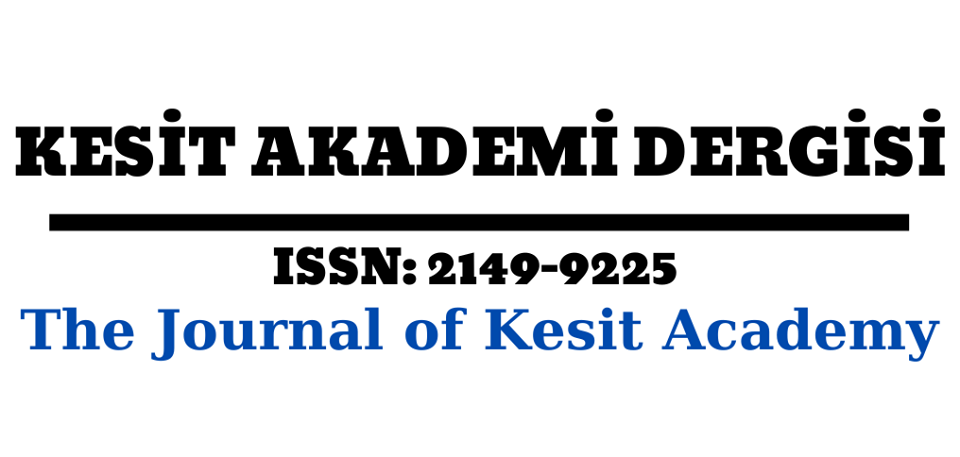 KESİT AKADEMİ DERGİSİ
ISSN: 2149-9225
The Journal of Kesit Academy